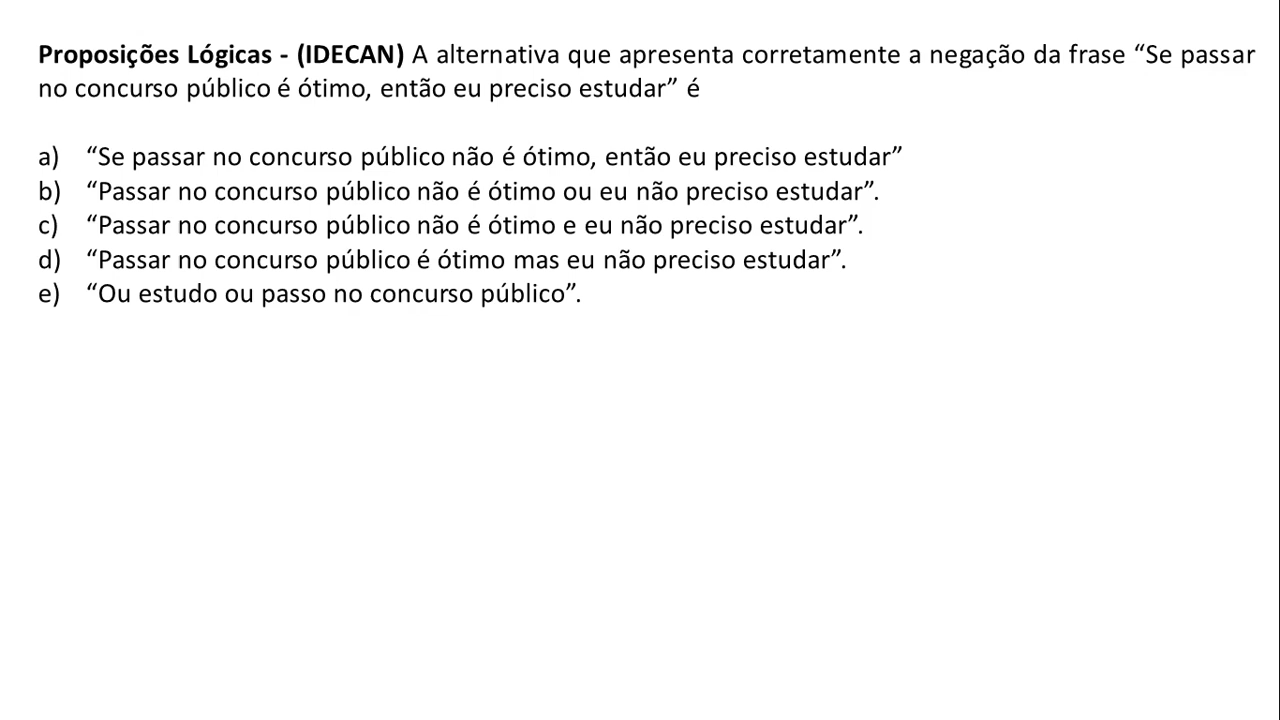 Proposições Lógicas - (IDECAN) A alternativa que apresenta corretamente a negação da frase “Se passar
no concurso público é ótimo, então eu preciso estudar” é
a) “Se passar no concurso público não é ótimo, então eu preciso estudar”
b) “Passar no concurso público não é ótimo ou eu não preciso estudar”.
c) “Passar no concurso público não é ótimo e eu não preciso estudar”.
d) “Passar no concurso público é ótimo mas eu não preciso estudar”.
e) “Ou estudo ou passo no concurso público”.